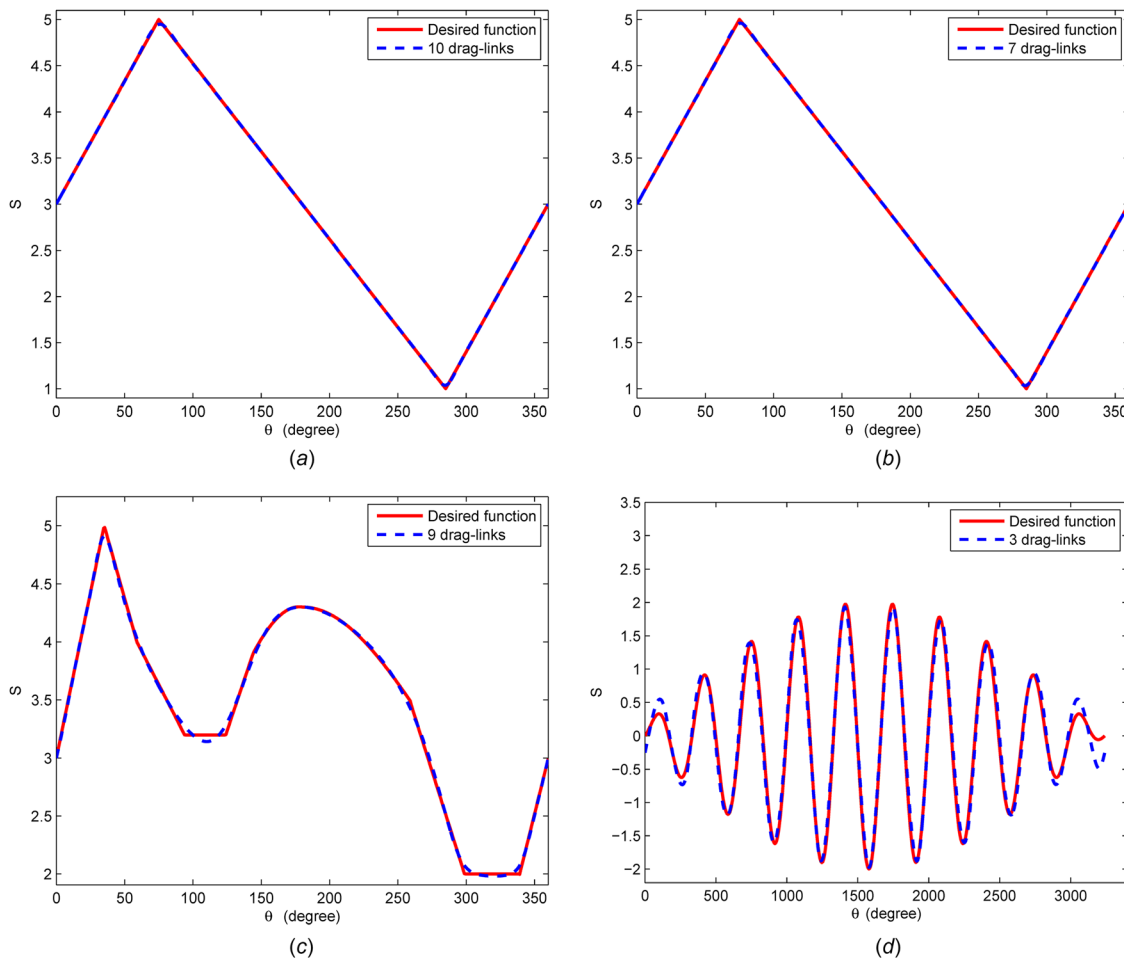 5
4.5
4
3.5
3
2.5
2
1.5
1
S
0 50 100 150 200 250 300 350
θ (degree)
Desired function
10 drag-links
(a)
5
4.5
4
3.5
3
2.5
2
1.5
1
S
0 50 100 150 200 250 300 350
θ (degree)
Desired function
7 drag-links
(b)
5
4.5
4
3.5
3
2.5
2
S
0 50 100 150 200 250 300 350
θ (degree)
Desired function
9 drag-links
(c)
3.5
3
2.5
2
1.5
1
0.5
0
−0.5
−1
−1.5
−2
S
0 500 1000 1500 2000 2500 3000
θ (degree)
Desired function
3 drag-links
(d)